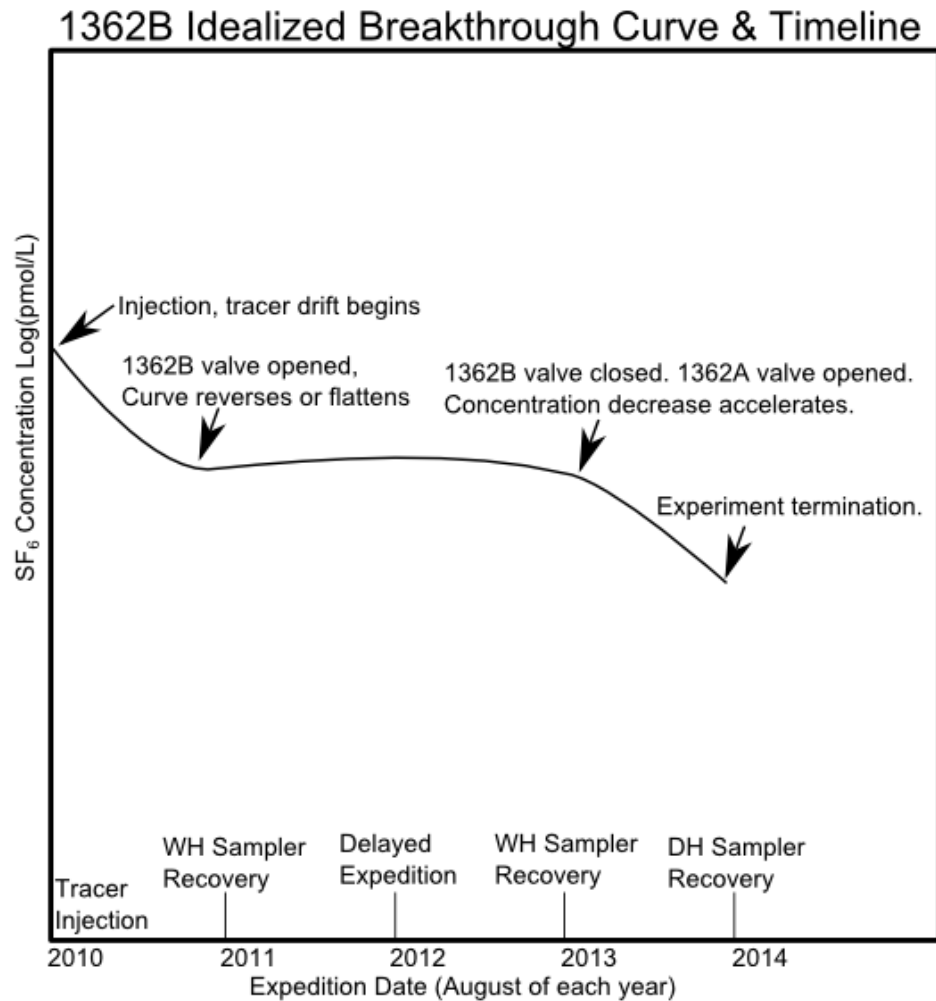 1362B Idealized Breakthrough Curve & Timeline
SF₆ Concentration Log(pmol/L)
Injection, tracer drift begins
1362B valve opened,
Curve reverses or flattens
1362B valve closed. 1362A valve opened.
Concentration decrease accelerates.
Experiment termination.
Tracer
Injection
WH Sampler
Recovery
Delayed
Expedition
WH Sampler
Recovery
DH Sampler
Recovery
2010 2011 2012 2013 2014
Expedition Date (August of each year)